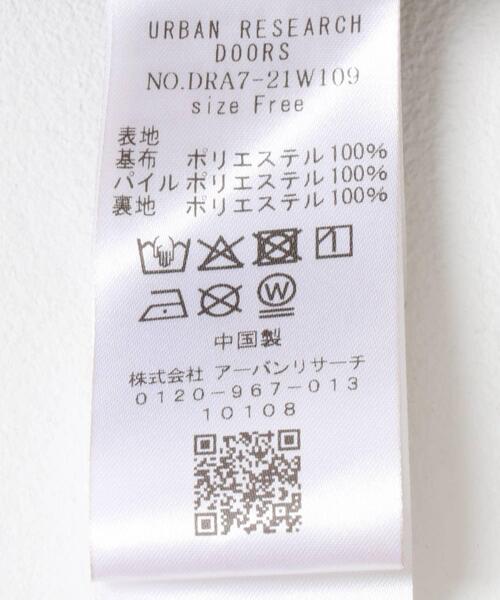 URBAN RESEARCH
DOORS
NO.DRA7-21W109
size Free
表地
基布 ポリエステル100%
パイル ポリエステル100%
裏地 ポリエステル100%
W
中国製
株式会社 アーバンリサーチ
0120-967-013
10108